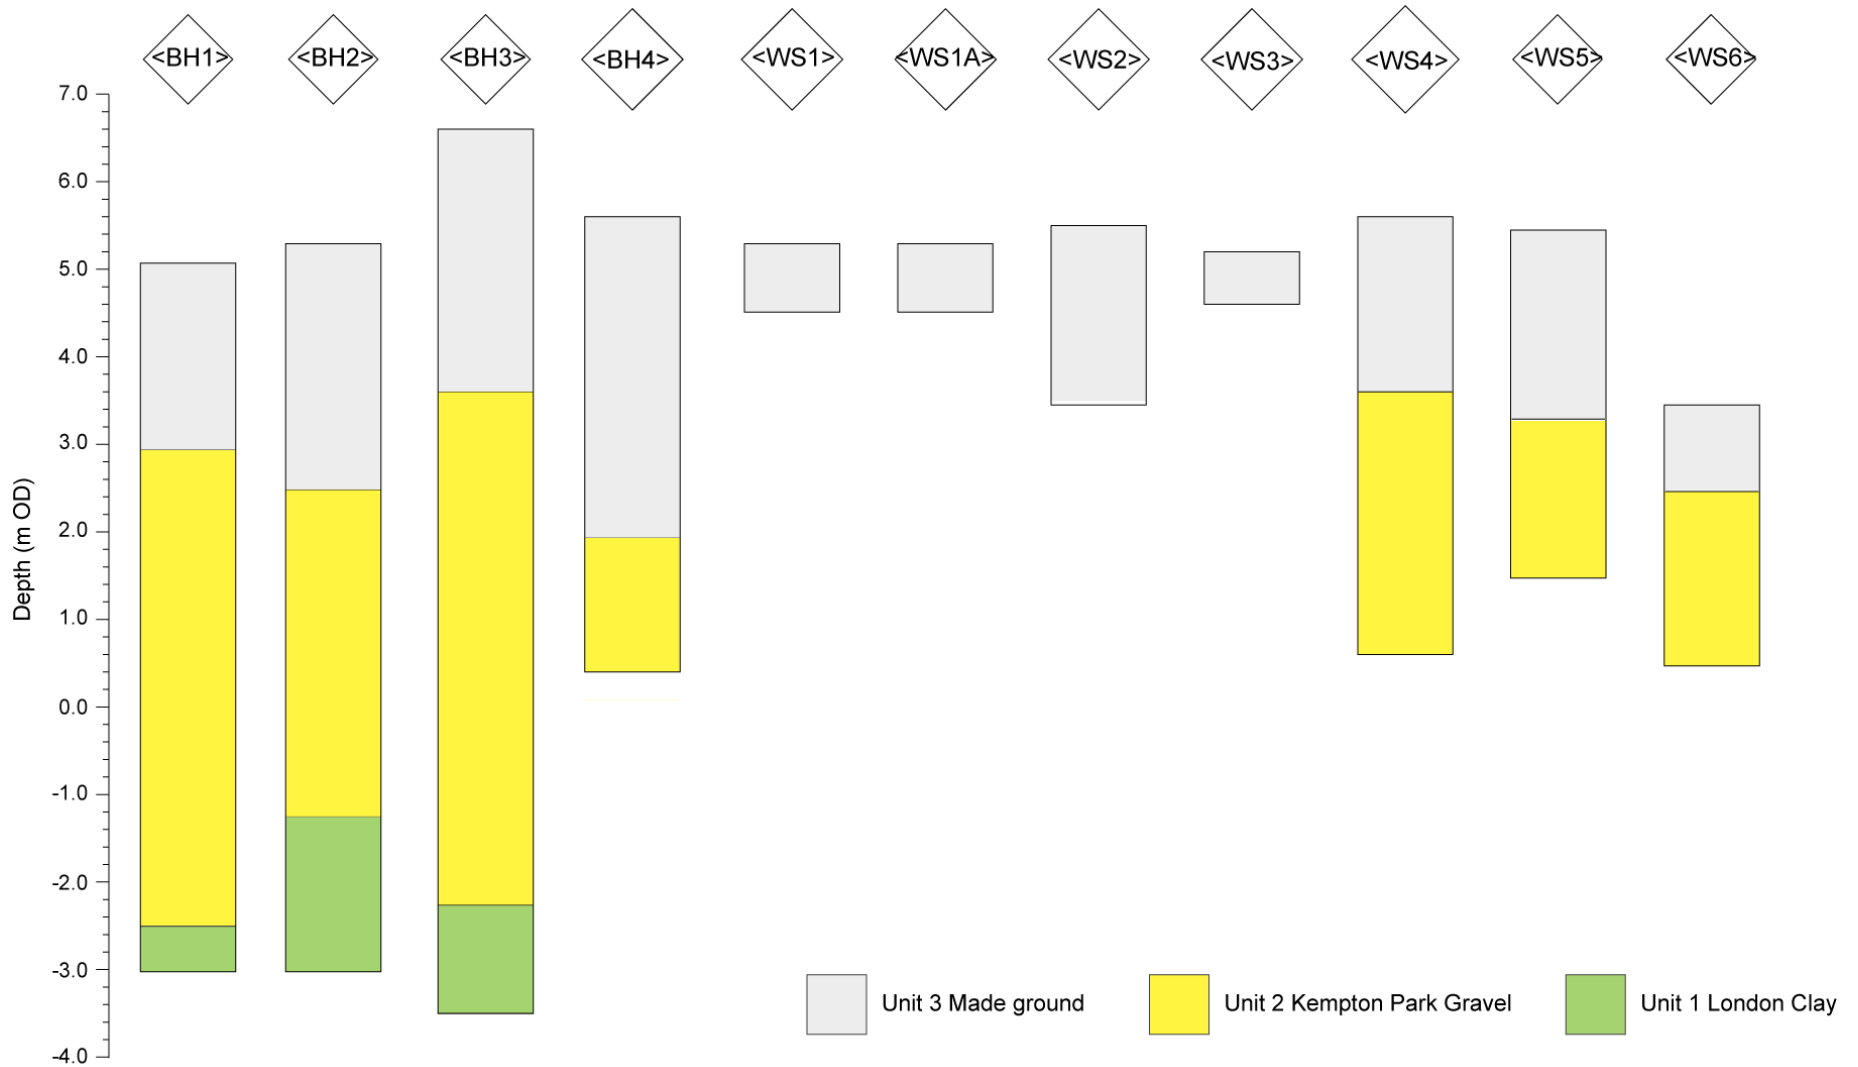 <BH1> <BH2> <BH3> <BH4> <WS1> <WS1A> <WS2> <WS3> <WS4> <WS5> <WS6>
7.0
6.0
5.0
4.0
3.0
2.0
1.0
0.0
-1.0
-2.0
-3.0
-4.0
Depth (m OD)
Unit 3 Made ground
Unit 2 Kempton Park Gravel
Unit 1 London Clay